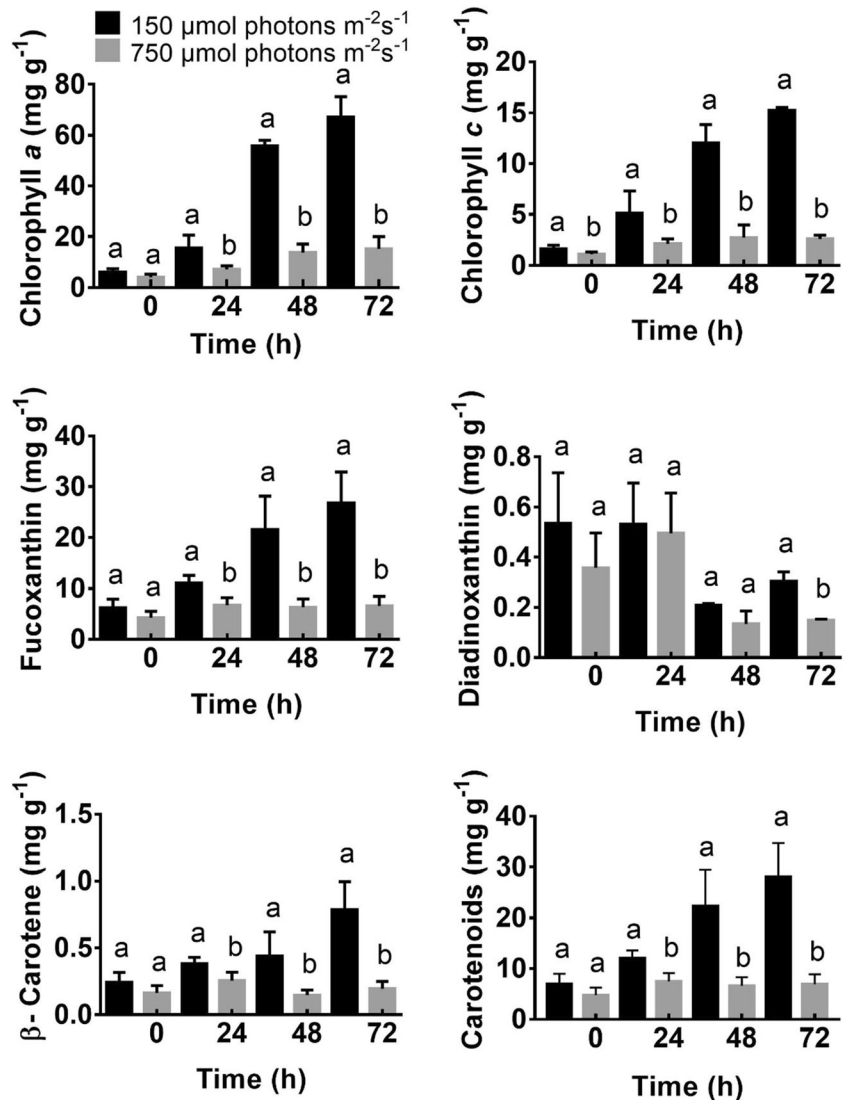 150 µmol photons m⁻²s⁻¹
750 µmol photons m⁻²s⁻¹
Chlorophyll a (mg g⁻¹)
80
60
40
20
0
a a a b a b a b
0 24 48 72
Time (h)
Chlorophyll c (mg g⁻¹)
20
15
10
5
0
a b a b a b a b
0 24 48 72
Time (h)
Fucoxanthin (mg g⁻¹)
40
30
20
10
0
a a a b a b a b
0 24 48 72
Time (h)
Diadinoxanthin (mg g⁻¹)
0.8
0.6
0.4
0.2
0.0
a a a a a a a b
0 24 48 72
Time (h)
β- Carotene (mg g⁻¹)
1.5
1.0
0.5
0.0
a a a b a b a b
0 24 48 72
Time (h)
Carotenoids (mg g⁻¹)
40
30
20
10
0
a a a b a b a b
0 24 48 72
Time (h)